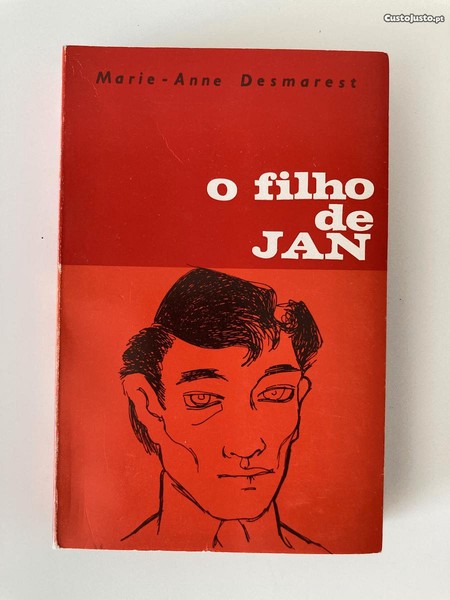 CustoJusto.pt
Marie-Anne Desmarest
o filho
de
JAN